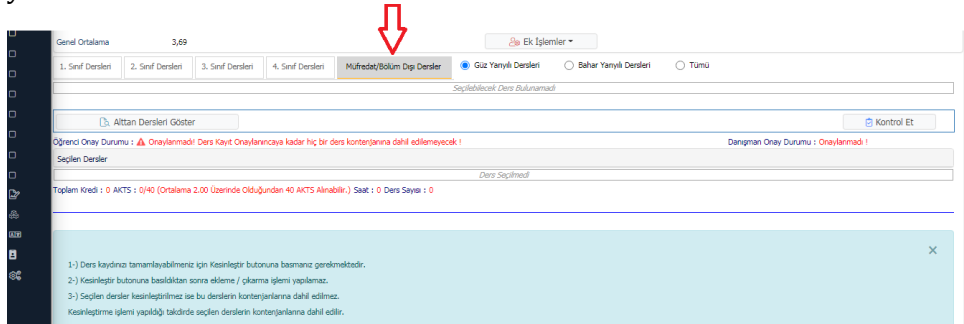 Genel Ortalama 3,69 Ek İşlemler
1. Sınıf Dersleri 2. Sınıf Dersleri 3. Sınıf Dersleri 4. Sınıf Dersleri Müfredat/Bölüm Dışı Dersler Güz Yarıyılı Dersleri Bahar Yarıyılı Dersleri Tümü
Seçilebilecek Ders Bulunamadı
Alttan Dersleri Göster Kontrol Et
Öğrenci Onay Durumu : Onaylanmadı! Ders Kayıt Onaylanıncaya kadar hiç bir ders kontenjanına dahil edilemeyecek ! Danışman Onay Durumu : Onaylanmadı !
Seçilen Dersler
Ders Seçilmedi
Toplam Kredi : 0 AKTS : 0/40 (Ortalama 2,00 Üzerinde Olduğundan 40 AKTS Alınabilir.) Saat : 0 Ders Sayısı : 0
1-) Ders kaydınızı tamamlayabilmeniz için Kesinleştir butonuna basmanız gerekmektedir.
2-) Kesinleştir butonuna basıldıktan sonra ekleme / çıkarma işlemi yapılamaz.
3-) Seçilen dersler kesinleştirilmez ise bu derslerin kontenjanlarına dahil edilmez.
Kesinleştirme işlemi yapıldığı takdirde seçilen derslerin kontenjanlarına dahil edilir.